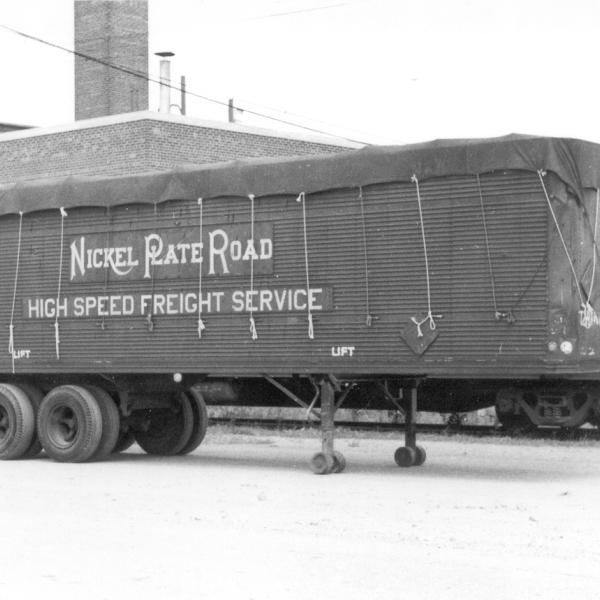 NICKEL PLATE ROAD
HIGH SPEED FREIGHT SERVICE
LIFT
LIFT